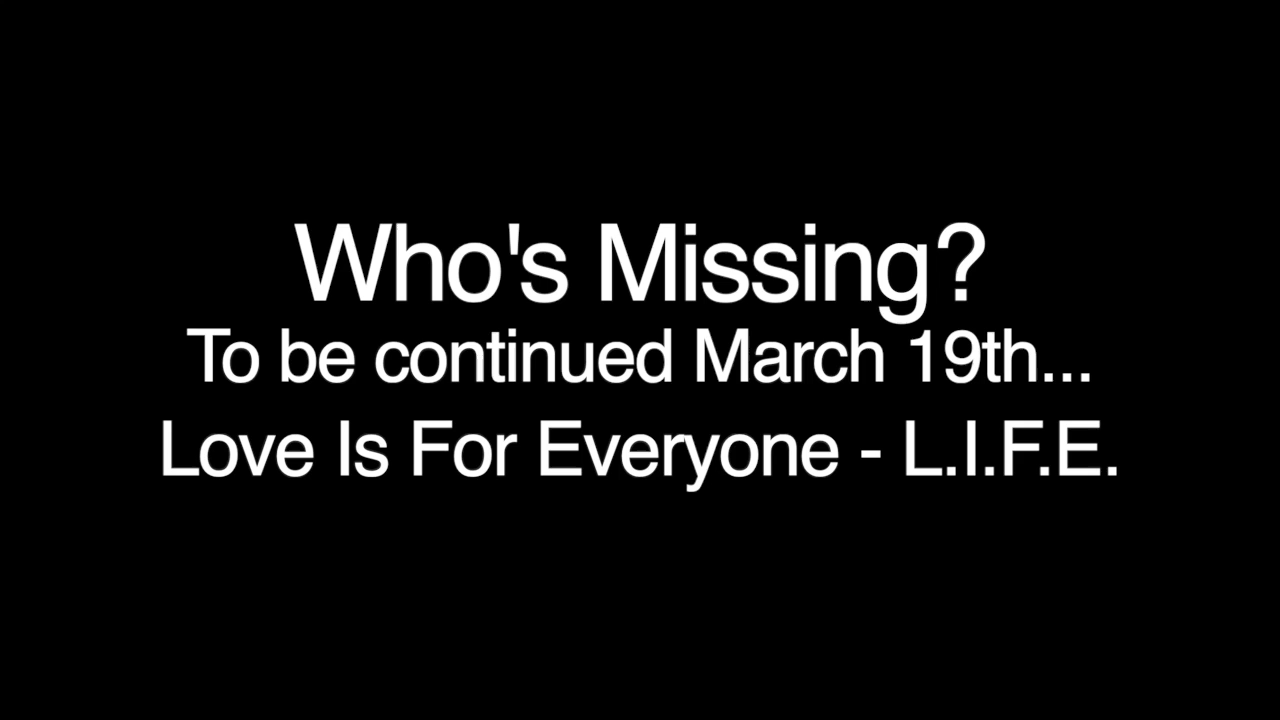 Who's Missing?
To be continued March 19th...
Love Is For Everyone - L.I.F.E.